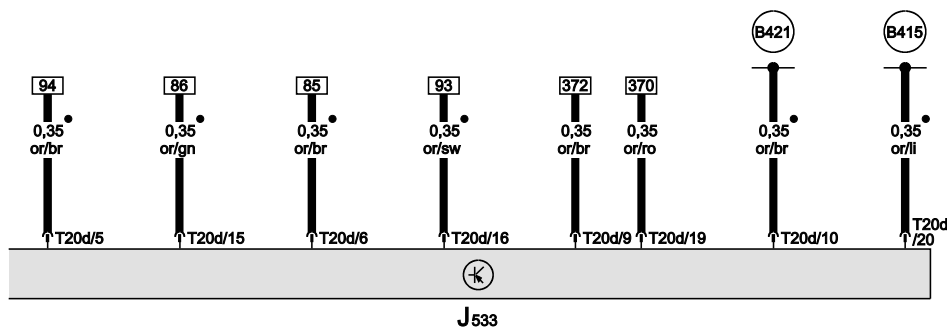 B421 B415
94 86 85 93 372 370
0,35 0,35 0,35 0,35 0,35 0,35 0,35 0,35
or/br or/gn or/br or/sw or/br or/ro or/br or/li
T20d/5 T20d/15 T20d/6 T20d/16 T20d/9 T20d/19 T20d/10 T20d
/20
J533